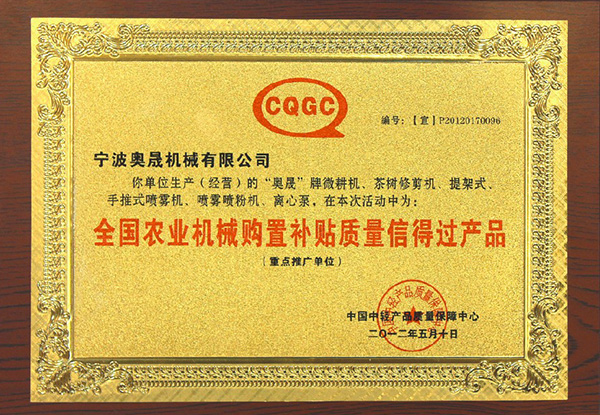 CQGC
编号:【宣】P20120170096
宁波奥晟机械有限公司
你单位生产(经营)的“奥晟”牌微耕机、茶树修剪机、提架式、
手推式喷雾机、喷雾喷粉机、离心泵,在本次活动中为:
全国农业机械购置补贴质量信得过产品
(重点推广单位)
中国中轻产品质量保障中心
二〇一二年五月十日